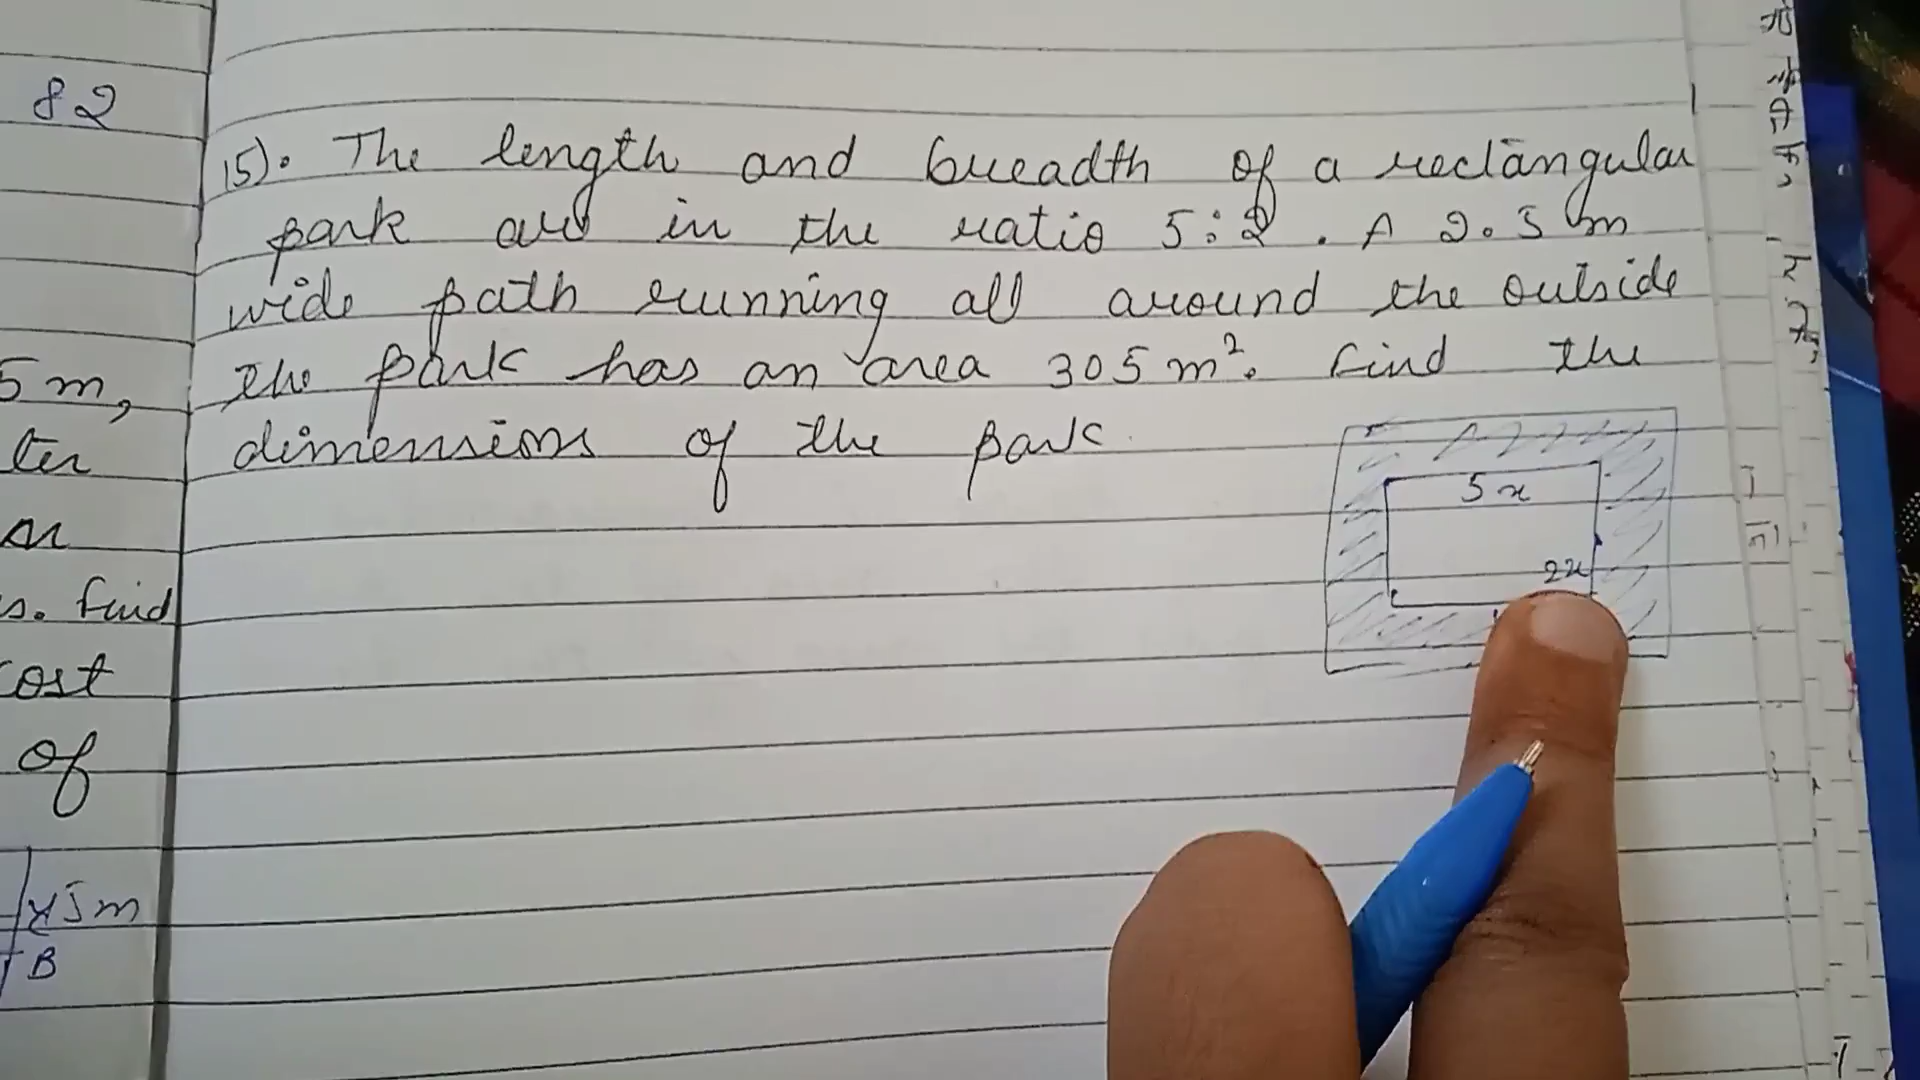 82
5 m,
ter
s. find
cost
of
x5m
B
15). The length and breadth of a rectangular
park are in the ratio 5:2. A 2.5 m
wide path running all around the outside
the park has an area 305 m². Find the
dimensions of the park.
5x
2x